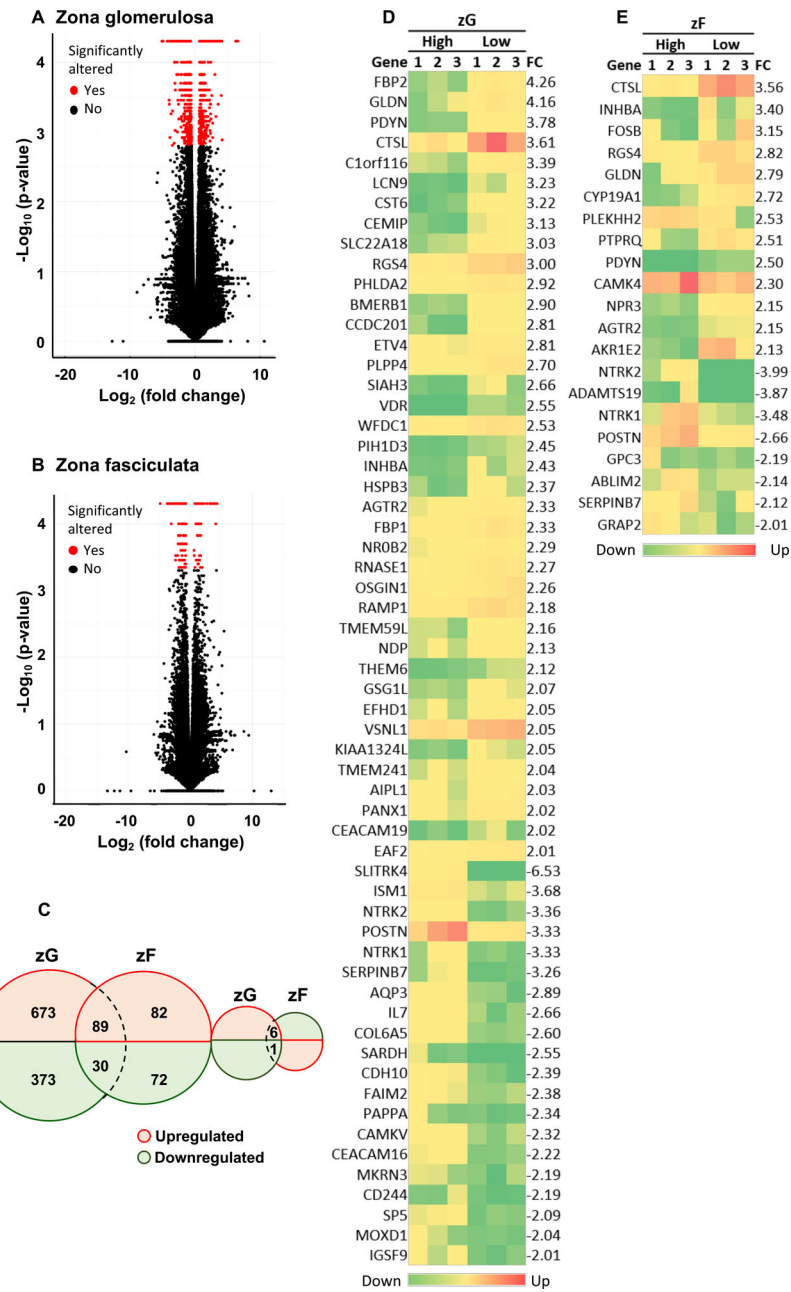 A Zona glomerulosa
Significantly
altered
Yes
No
4
3
2
1
0
-Log10 (p-value)
-20 -10 0 10
Log2 (fold change)
B Zona fasciculata
Significantly
altered
Yes
No
4
3
2
1
0
-Log10 (p-value)
-20 -10 0 10
Log2 (fold change)
C
zG zF
673 89 82
373 30 72
zG zF
6
1
Upregulated
Downregulated
D
zG
High Low
Gene 1 2 3 1 2 3 FC
FBP2 4.26
GLDN 4.16
PDYN 3.78
CTSL 3.61
C1orf116 3.39
LCN9 3.23
CST6 3.22
CEMIP 3.13
SLC22A18 3.03
RGS4 3.00
PHLDA2 2.92
BMERB1 2.90
CCDC201 2.81
ETV4 2.81
PLPP4 2.70
SIAH3 2.66
VDR 2.55
WFDC1 2.53
PIH1D3 2.45
INHBA 2.43
HSPB3 2.37
AGTR2 2.33
FBP1 2.33
NR0B2 2.29
RNASE1 2.27
OSGIN1 2.26
RAMP1 2.18
TMEM59L 2.16
NDP 2.13
THEM6 2.12
GSG1L 2.07
EFHD1 2.05
VSNL1 2.05
KIAA1324L 2.05
TMEM241 2.04
AIPL1 2.03
PANX1 2.02
CEACAM19 2.02
EAF2 2.01
SLITRK4 -6.53
ISM1 -3.68
NTRK2 -3.36
POSTN -3.33
NTRK1 -3.33
SERPINB7 -3.26
AQP3 -2.89
IL7 -2.66
COL6A5 -2.60
SARDH -2.55
CDH10 -2.39
FAIM2 -2.38
PAPPA -2.34
CAMKV -2.32
CEACAM16 -2.22
MKRN3 -2.19
CD244 -2.19
SP5 -2.09
MOXD1 -2.04
IGSF9 -2.01
Down Up
E
zF
High Low
Gene 1 2 3 1 2 3 FC
CTSL 3.56
INHBA 3.40
FOSB 3.15
RGS4 2.82
GLDN 2.79
CYP19A1 2.72
PLEKHH2 2.53
PTPRQ 2.51
PDYN 2.50
CAMK4 2.30
NPR3 2.15
AGTR2 2.15
AKR1E2 2.13
NTRK2 -3.99
ADAMTS19 -3.87
NTRK1 -3.48
POSTN -2.66
GPC3 -2.19
ABLIM2 -2.14
SERPINB7 -2.12
GRAP2 -2.01
Down Up